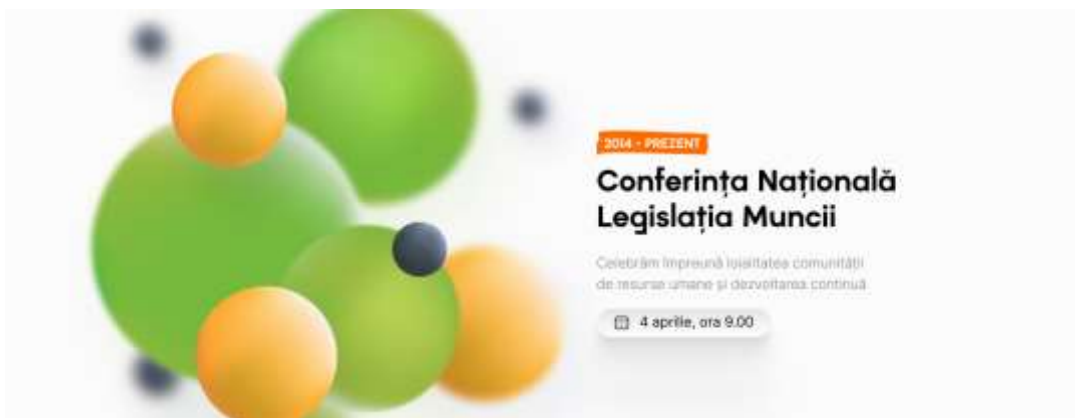 2014 - PREZENT
Conferința Națională
Legislația Muncii
Celebrăm împreună loialitatea comunității
de resurse umane și dezvoltarea continuă
4 aprilie, ora 9.00